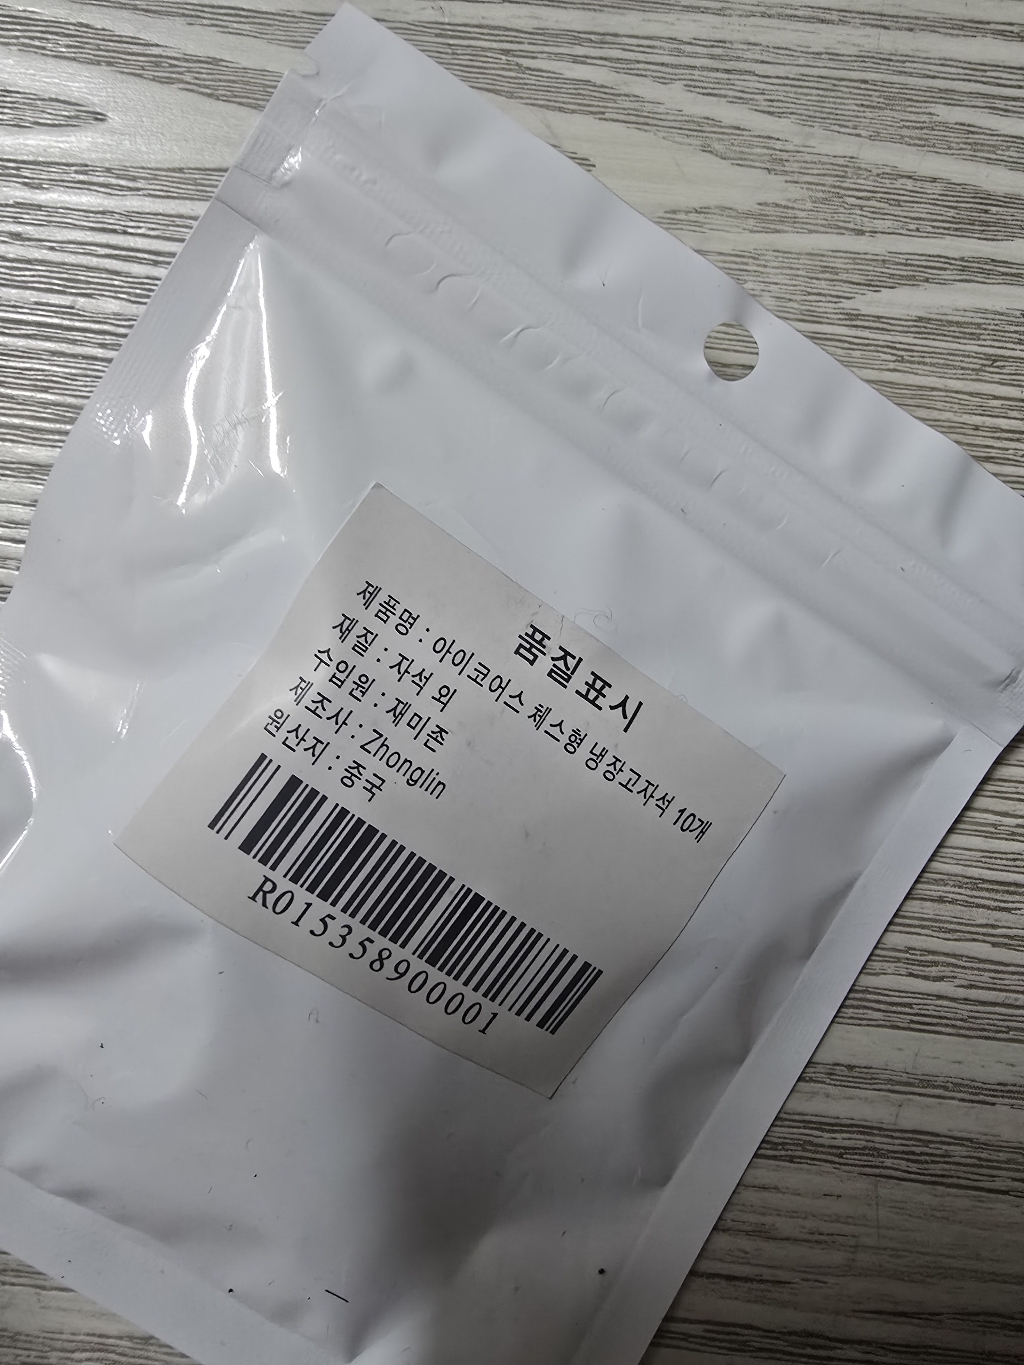 품질표시
제품명 : 아이코어스 체스형 냉장고자석 10개
재질 : 자석 외
수입원 : 재미존
제조사 : Zhonglin
원산지 : 중국
R015358900001